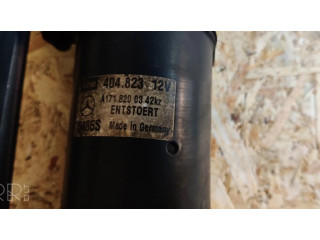 404.823 12V
A171 820 03 42kz
ENTSTOERT
Made in Germany